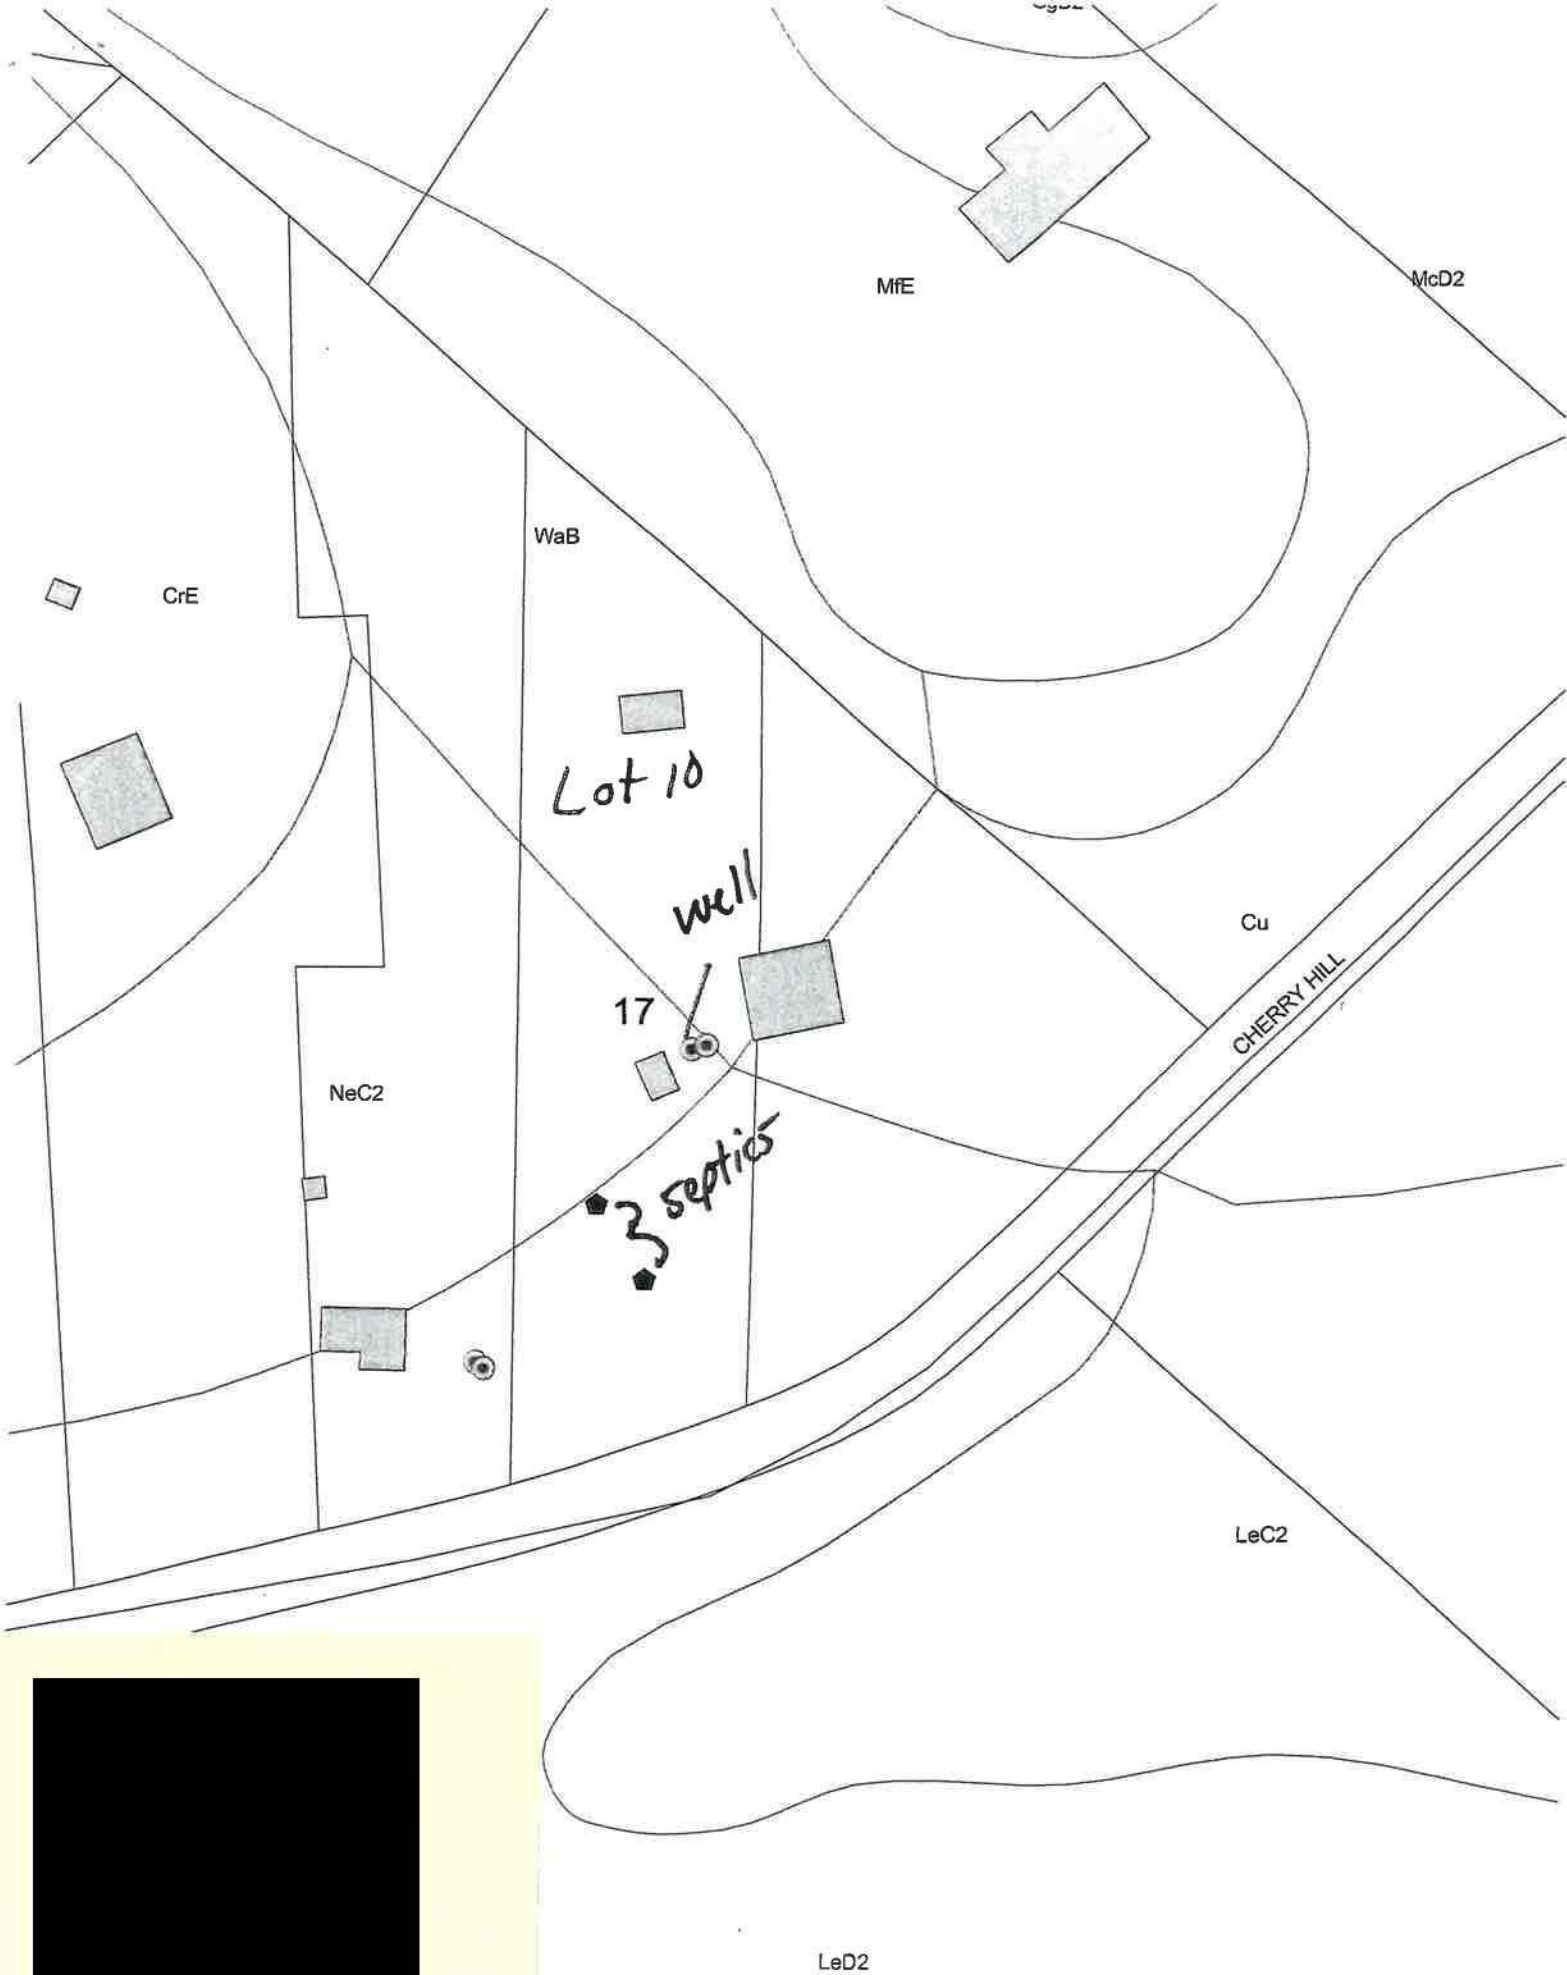 MfE
McD2
WaB
CrE
Lot 10
well
Cu
17
CHERRY HILL
NeC2
3 septics
LeC2
LeD2